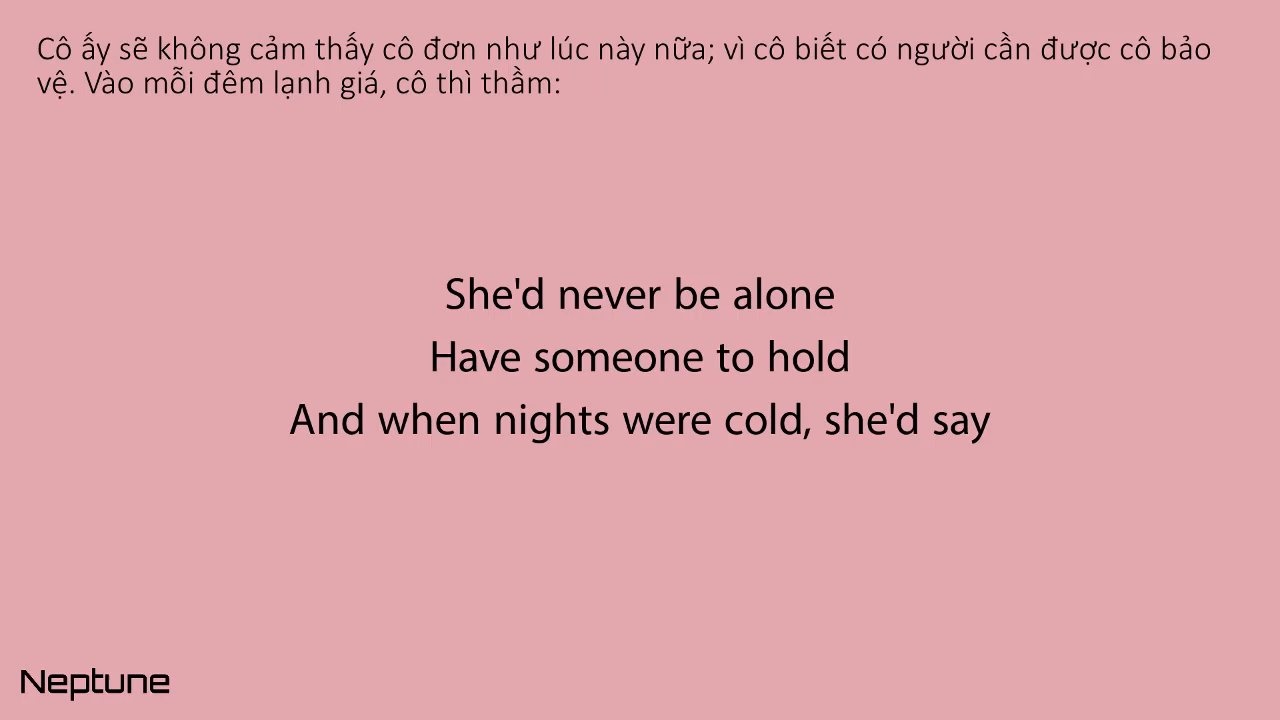 Cô ấy sẽ không cảm thấy cô đơn như lúc này nữa; vì cô biết có người cần được cô bảo
vệ. Vào mỗi đêm lạnh giá, cô thì thầm:
She'd never be alone
Have someone to hold
And when nights were cold, she'd say
Neptune